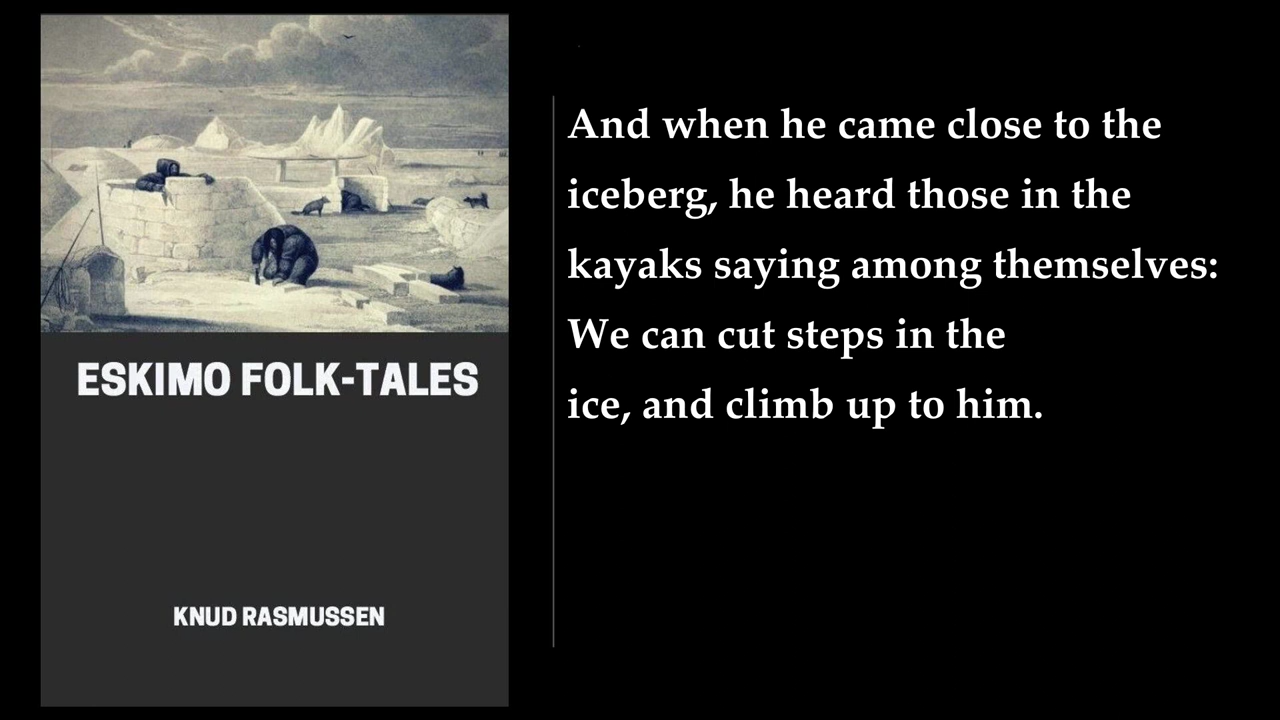 ESKIMO FOLK-TALES
KNUD RASMUSSEN
And when he came close to the
iceberg, he heard those in the
kayaks saying among themselves:
We can cut steps in the
ice, and climb up to him.